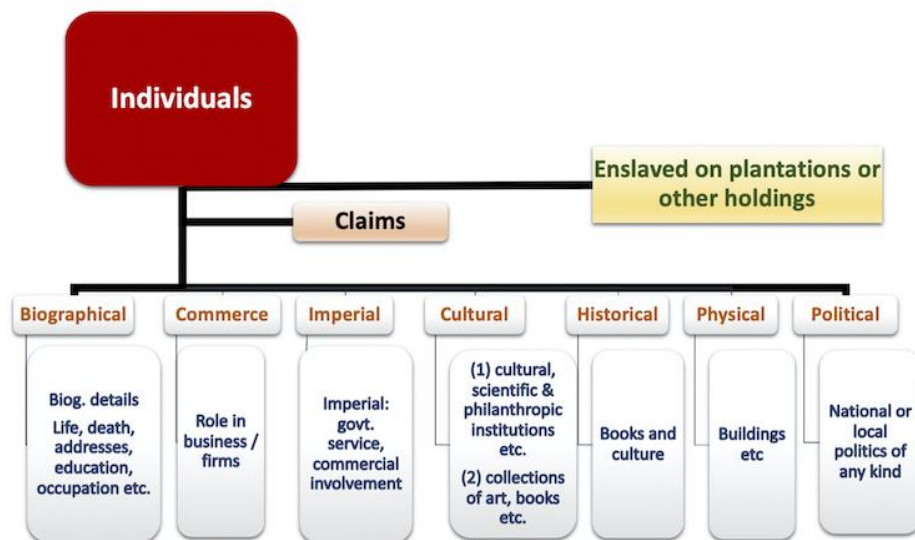 Individuals
Enslaved on plantations or
other holdings
Claims
Biographical
Commerce
Imperial
Cultural
Historical
Physical
Political
Biog. details
Life, death,
addresses,
education,
occupation etc.
Role in
business /
firms
Imperial:
govt.
service,
commercial
involvement
(1) cultural,
scientific &
philanthropic
institutions
etc.
(2) collections
of art, books
etc.
Books and
culture
Buildings
etc
National or
local
politics of
any kind